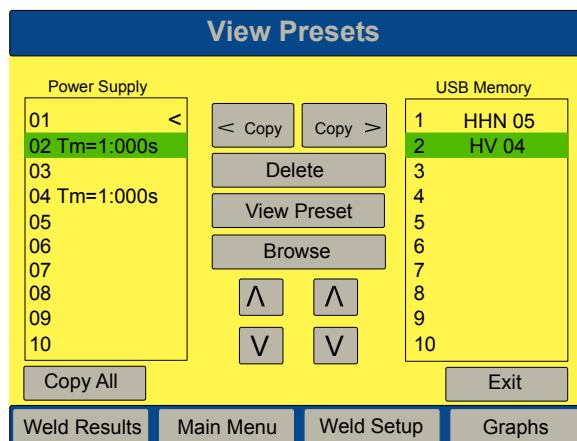 View Presets
Power Supply
01 <
02 Tm=1:000s
03
04 Tm=1:000s
05
06
07
08
09
10
Copy All
< Copy
Copy >
Delete
View Preset
Browse
Λ Λ
V V
USB Memory
1 HHN 05
2 HV 04
3
4
5
6
7
8
9
10
Exit
Weld Results
Main Menu
Weld Setup
Graphs